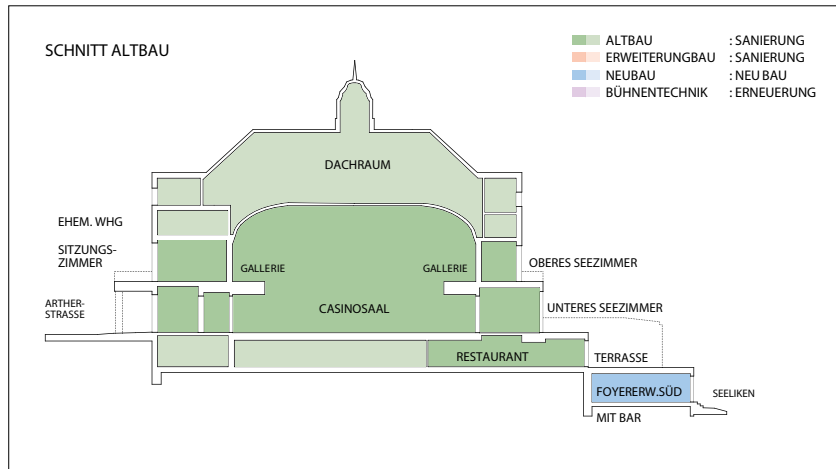 SCHNITT ALTBAU
ALTBAU : SANIERUNG
ERWEITERUNGBAU : SANIERUNG
NEUBAU : NEU BAU
BÜHNENTECHNIK : ERNEUERUNG
DACHRAUM
EHEM. WHG
SITZUNGS-
ZIMMER
GALLERIE
GALLERIE
OBERES SEEZIMMER
ARTHER-
STRASSE
CASINOSAAL
UNTERES SEEZIMMER
RESTAURANT
TERRASSE
FOYERERW.SÜD
SEELIKEN
MIT BAR